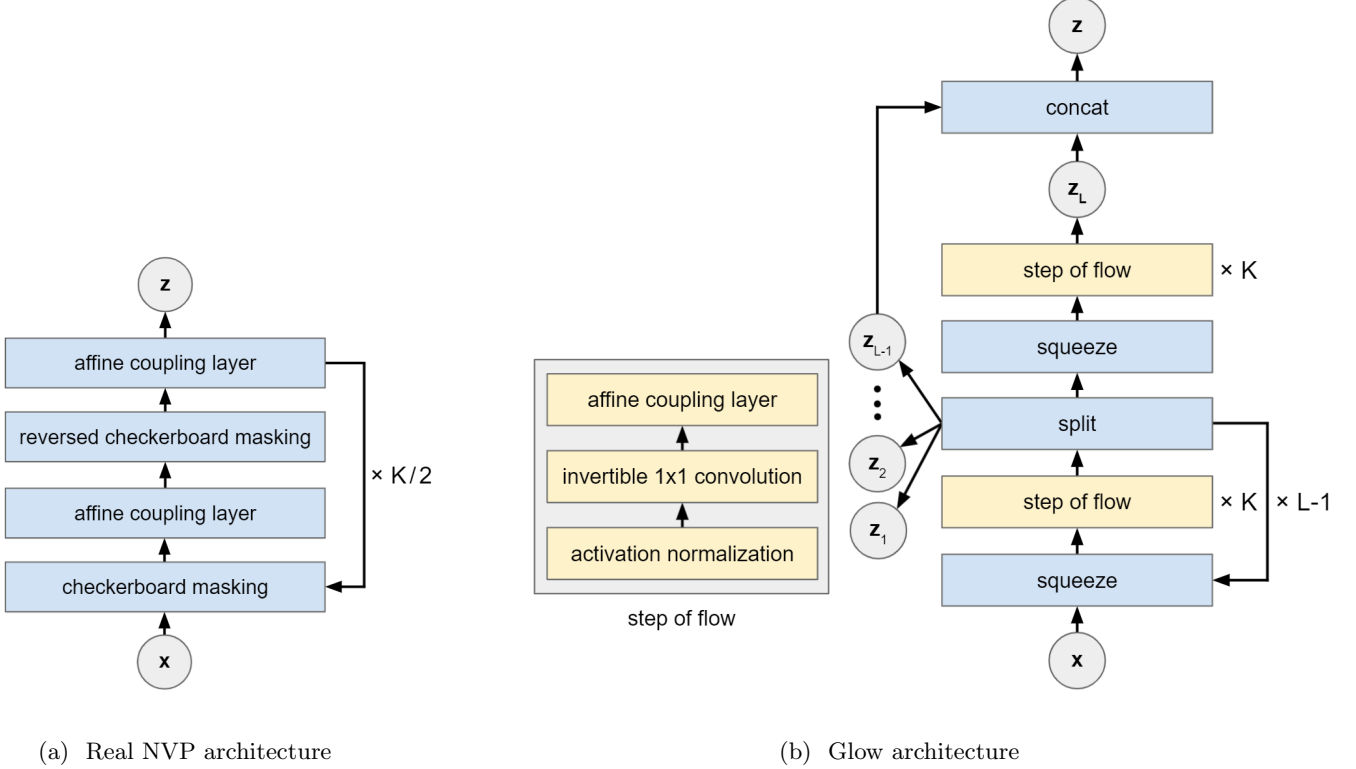 z
affine coupling layer
reversed checkerboard masking
× K/2
affine coupling layer
checkerboard masking
x
(a) Real NVP architecture
affine coupling layer
invertible 1x1 convolution
activation normalization
step of flow
z
concat
z_L
step of flow × K
squeeze
z_L-1
split
z_2
step of flow × K × L-1
z_1
squeeze
x
(b) Glow architecture